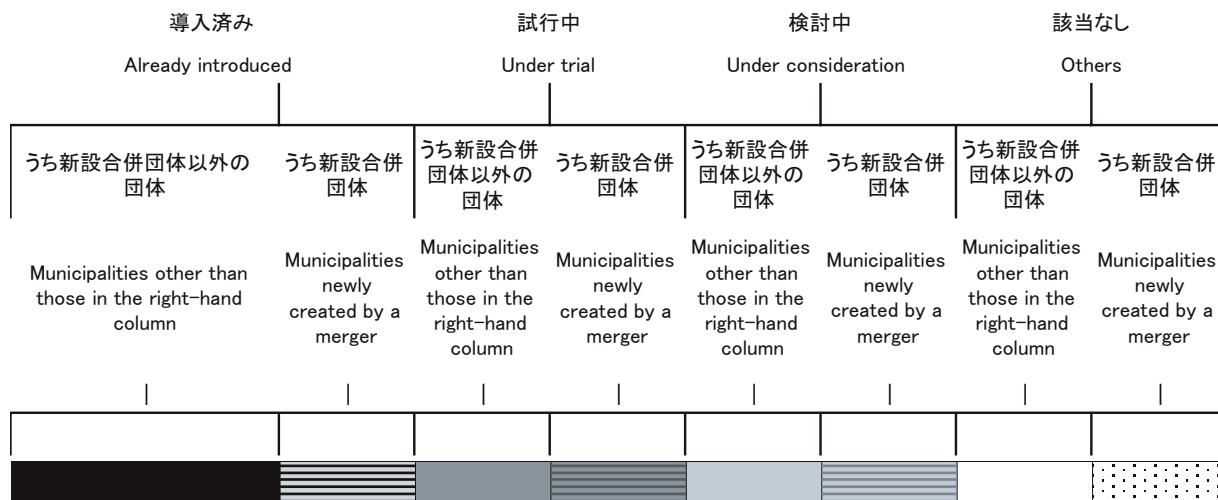 導入済み
試行中
検討中
該当なし
Already introduced
Under trial
Under consideration
Others
うち新設合併団体以外の
団体
うち新設合併
団体
うち新設合併
団体以外の
団体
うち新設合併
団体
うち新設合併
団体以外の
団体
うち新設合併
団体
うち新設合併
団体以外の
団体
うち新設合併
団体
Municipalities other than
those in the right-hand
column
Municipalities
newly
created by a
merger
Municipalities
other than
those in the
right-hand
column
Municipalities
newly
created by a
merger
Municipalities
other than
those in the
right-hand
column
Municipalities
newly
created by a
merger
Municipalities
other than
those in the
right-hand
column
Municipalities
newly
created by a
merger